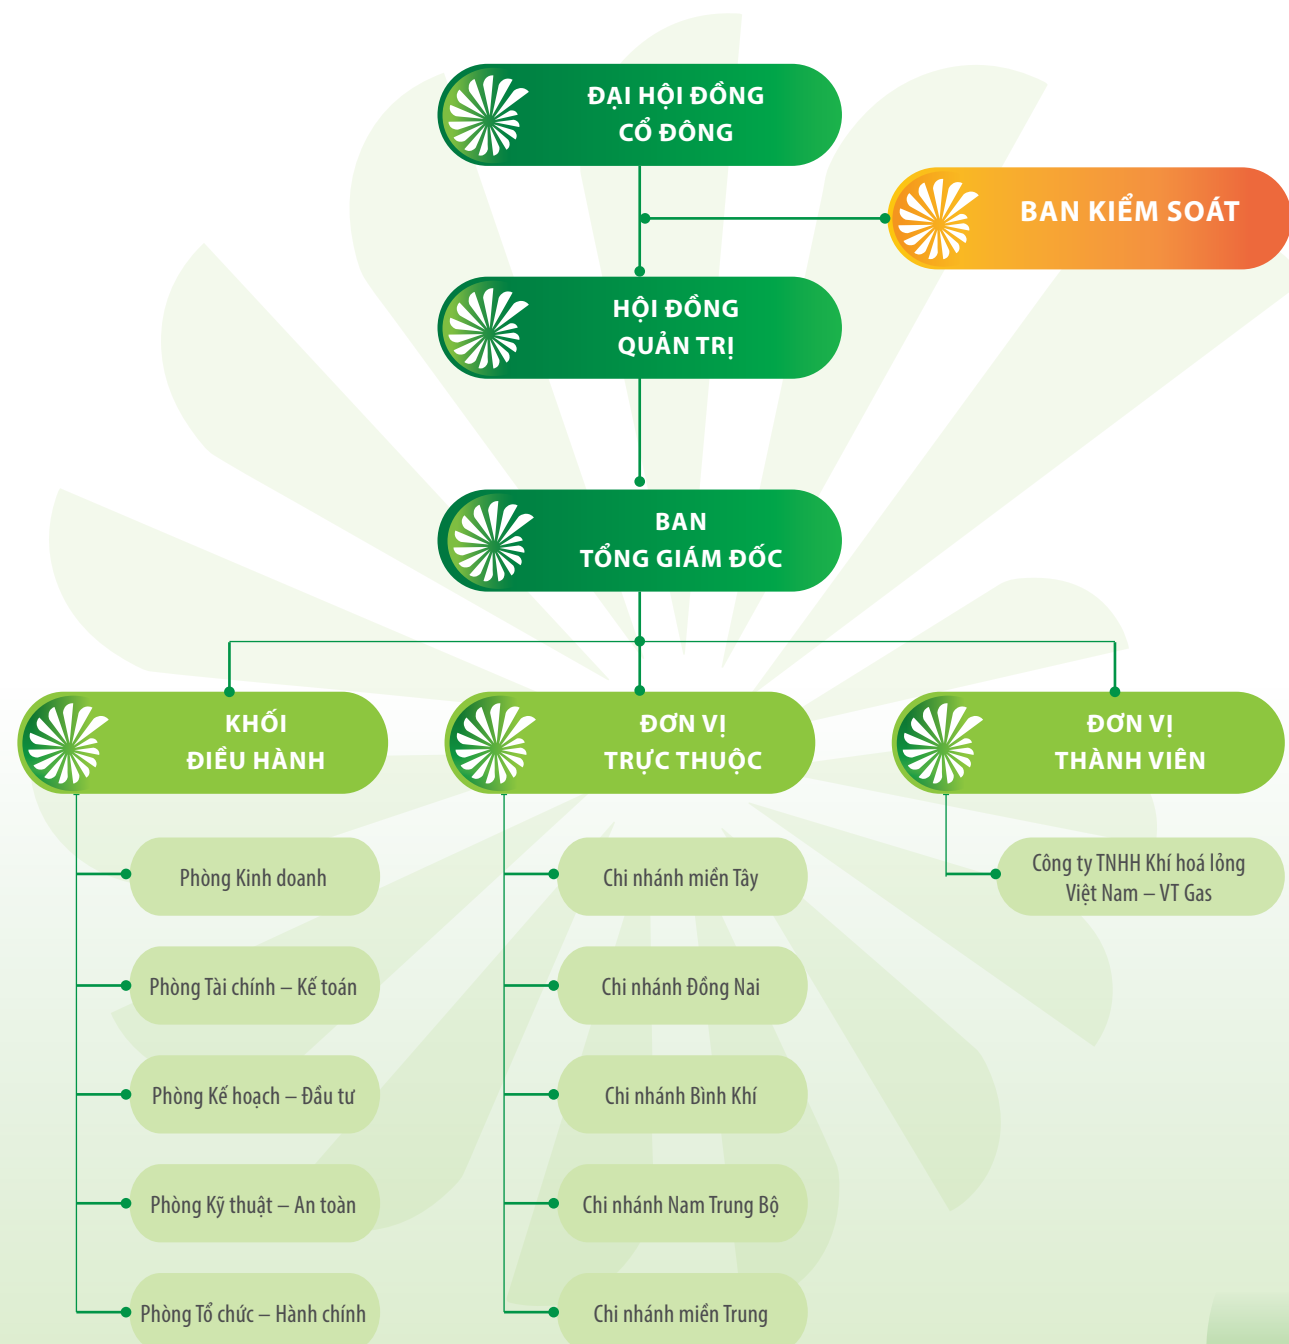 ĐẠI HỘI ĐỒNG
CỔ ĐÔNG
BAN KIỂM SOÁT
HỘI ĐỒNG
QUẢN TRỊ
BAN
TỔNG GIÁM ĐỐC
KHỐI
ĐIỀU HÀNH
ĐƠN VỊ
TRỰC THUỘC
ĐƠN VỊ
THÀNH VIÊN
Phòng Kinh doanh
Phòng Tài chính – Kế toán
Phòng Kế hoạch – Đầu tư
Phòng Kỹ thuật – An toàn
Phòng Tổ chức – Hành chính
Chi nhánh miền Tây
Chi nhánh Đồng Nai
Chi nhánh Bình Khí
Chi nhánh Nam Trung Bộ
Chi nhánh miền Trung
Công ty TNHH Khí hoá lỏng
Việt Nam – VT Gas